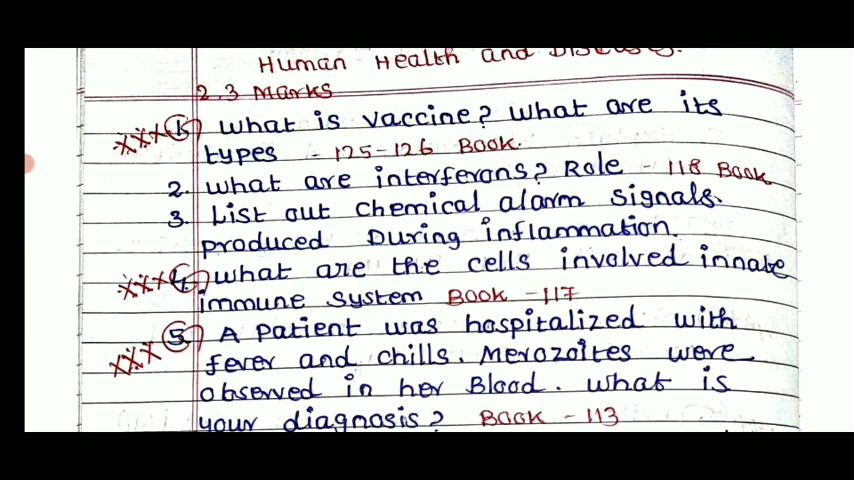 Human Health and Diseases.
2,3 Marks
xxx 1) What is vaccine? What are its
types - 125-126 Book.
2. What are interferons? Role - 118 Book
3. List out chemical alarm signals.
produced During inflammation.
xxx 4) what are the cells involved innate
immune system Book - 117
xxx 5) A patient was hospitalized with
fever and chills. Merozoites were
observed in her Blood. What is
your diagnosis? Book - 113